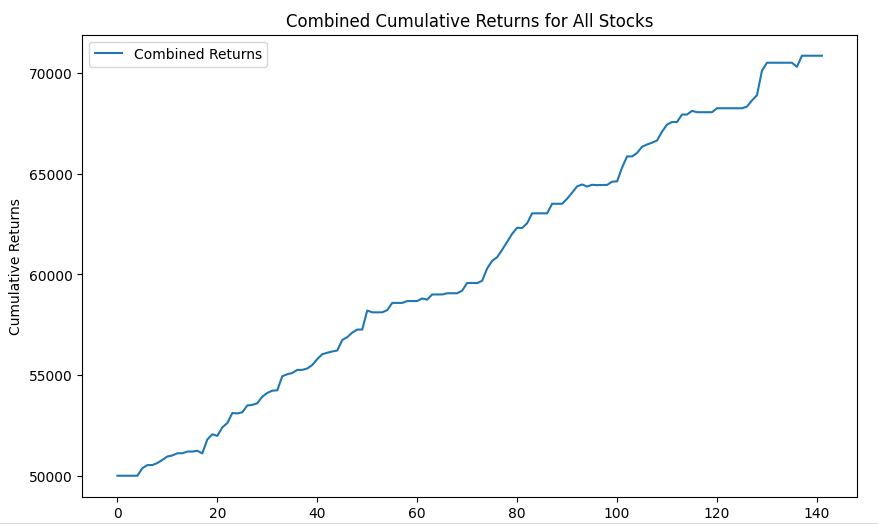 Combined Cumulative Returns for All Stocks
Combined Returns
Cumulative Returns
70000
65000
60000
55000
50000
0 20 40 60 80 100 120 140